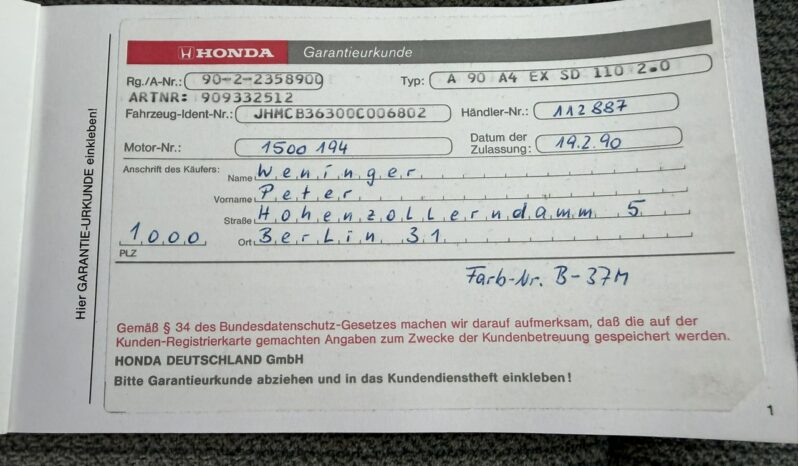 Hier GARANTIE-URKUNDE einkleben!
HONDA Garantieurkunde
Rg./A-Nr.: 90-2-2358900 Typ: A 90 A4 EX SD 110 2.0
ARTNR: 909332512
Fahrzeug-Ident-Nr.: JHMCB36300C006802 Händler-Nr.: 112887
Motor-Nr.: 1500194 Datum der Zulassung: 19.2.90
Anschrift des Käufers: Name Weninger
Vorname Peter
Straße Hohenzollerndamm 5
1000 Ort Berlin 31
PLZ
Farb-Nr. B-37M
Gemäß § 34 des Bundesdatenschutz-Gesetzes machen wir darauf aufmerksam, daß die auf der
Kunden-Registrierkarte gemachten Angaben zum Zwecke der Kundenbetreuung gespeichert werden.
HONDA DEUTSCHLAND GmbH
Bitte Garantieurkunde abziehen und in das Kundendienstheft einkleben!
1